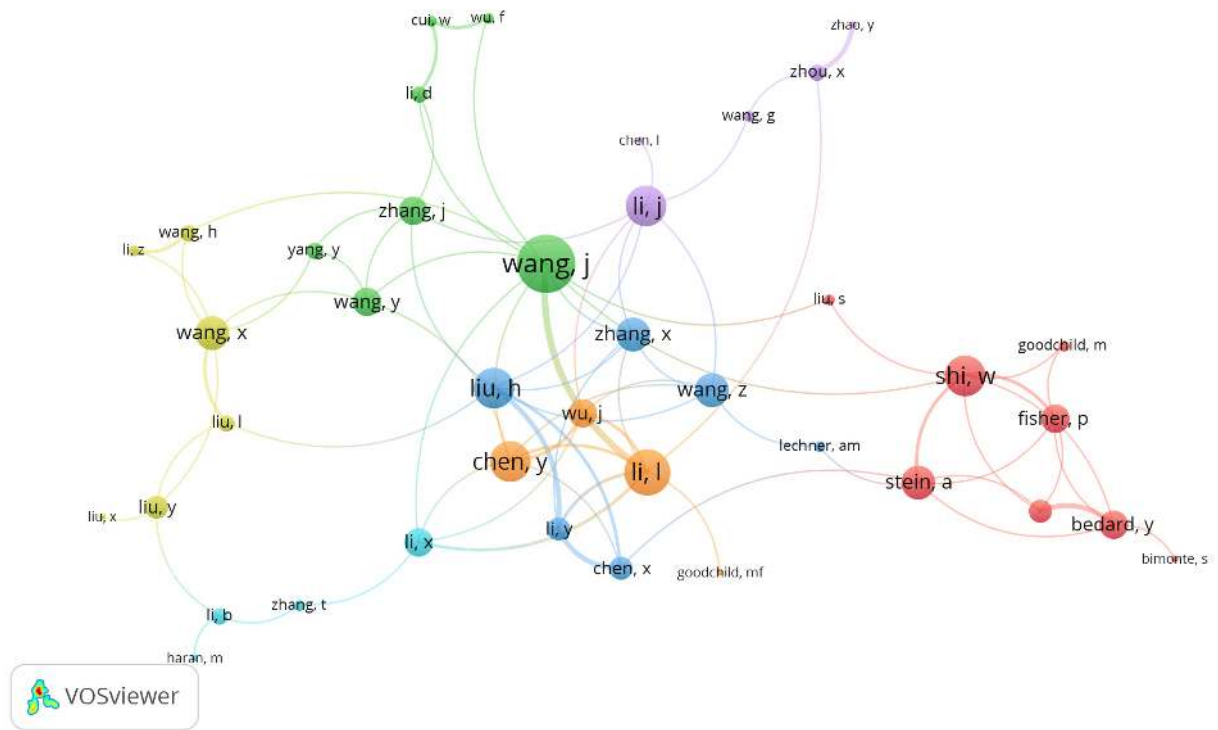 cui, w
wu, f
zhao, y
zhou, x
li, d
wang, g
chen, l
zhang, j
li, j
wang, h
li, z
yang, y
wang, j
wang, y
liu, s
wang, x
zhang, x
goodchild, m
shi, w
liu, h
wang, z
wu, j
fisher, p
liu, l
lechner, am
chen, y
li, l
stein, a
liu, y
liu, x
li, y
bedard, y
li, x
chen, x
goodchild, mf
bimonte, s
zhang, t
li, b
haran, m
VOSviewer